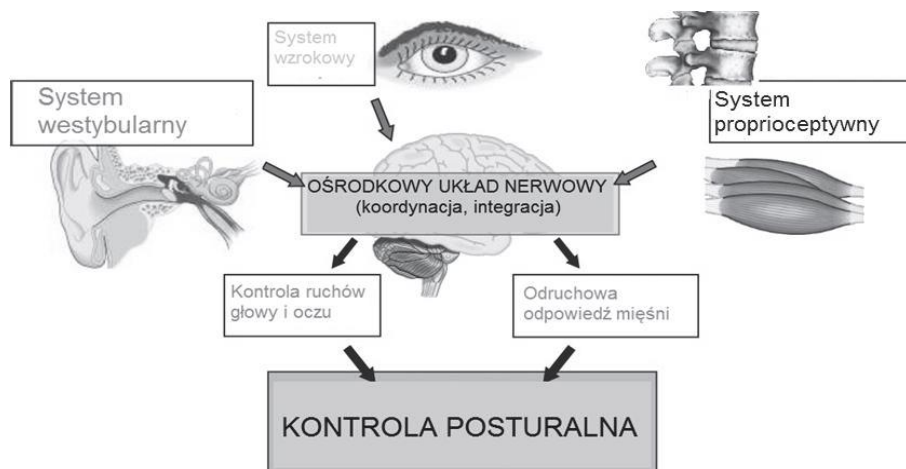 System
wzrokowy
System
westybularny
System
proprioceptywny
OŚRODKOWY UKŁAD NERWOWY
(koordynacja, integracja)
Kontrola ruchów
głowy i oczu
Odruchowa
odpowiedź mięśni
KONTROLA POSTURALNA